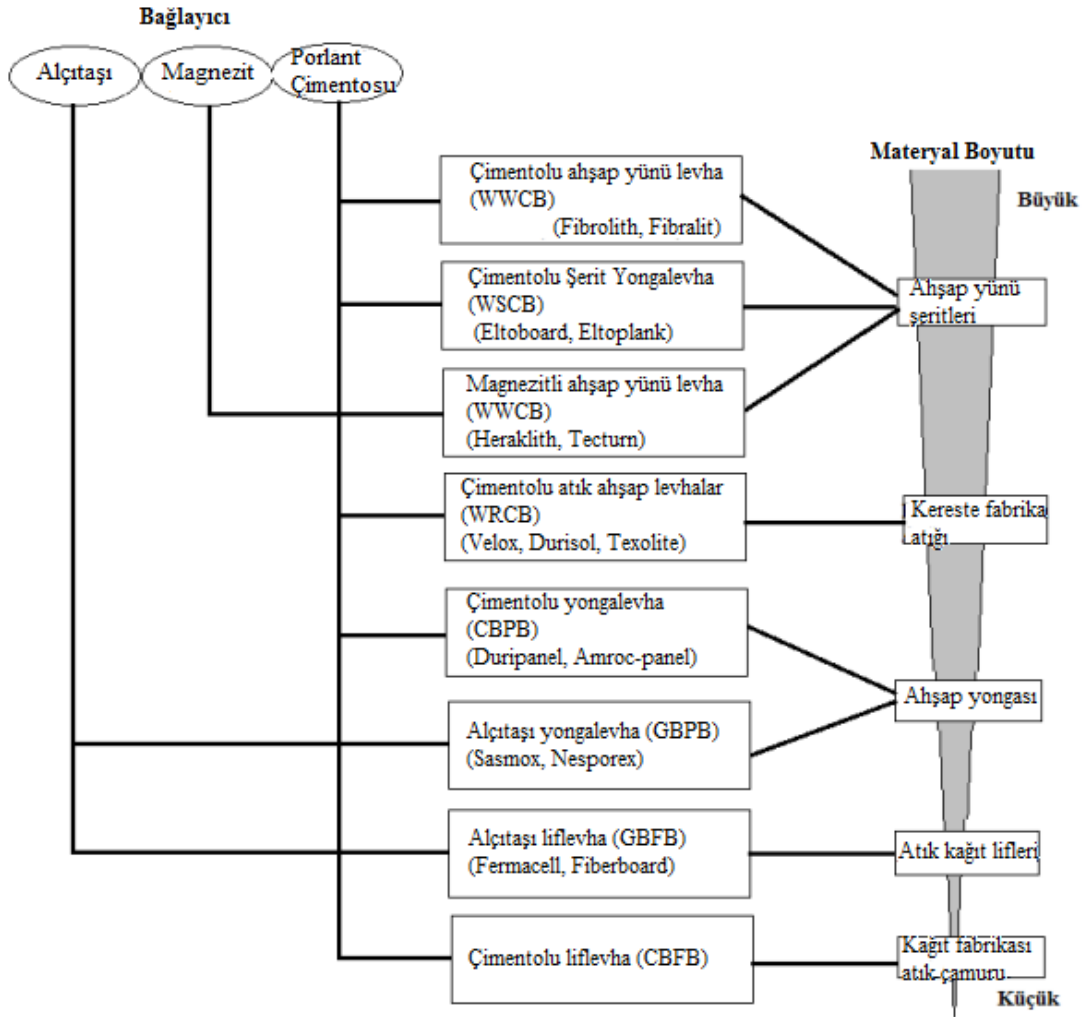 Bağlayıcı
Alçıtaşı
Magnezit
Porlant
Çimentosu
Materyal Boyutu
Büyük
Çimentolu ahşap yünü levha
(WWCB)
(Fibrolith, Fibralit)
Çimentolu Şerit Yongalevha
(WSCB)
(Eltoboard, Eltoplank)
Ahşap yünü
şeritleri
Magnezitli ahşap yünü levha
(WWCB)
(Heraklith, Tecturn)
Çimentolu atık ahşap levhalar
(WRCB)
(Velox, Durisol, Texolite)
Kereste fabrika
atığı
Çimentolu yongalevha
(CBPB)
(Duripanel, Amroc-panel)
Ahşap yongası
Alçıtaşı yongalevha (GBPB)
(Sasmox, Nesporex)
Alçıtaşı liflevha (GBFB)
(Fermacell, Fiberboard)
Atık kağıt lifleri
Çimentolu liflevha (CBFB)
Kağıt fabrikası
atık çamuru
Küçük